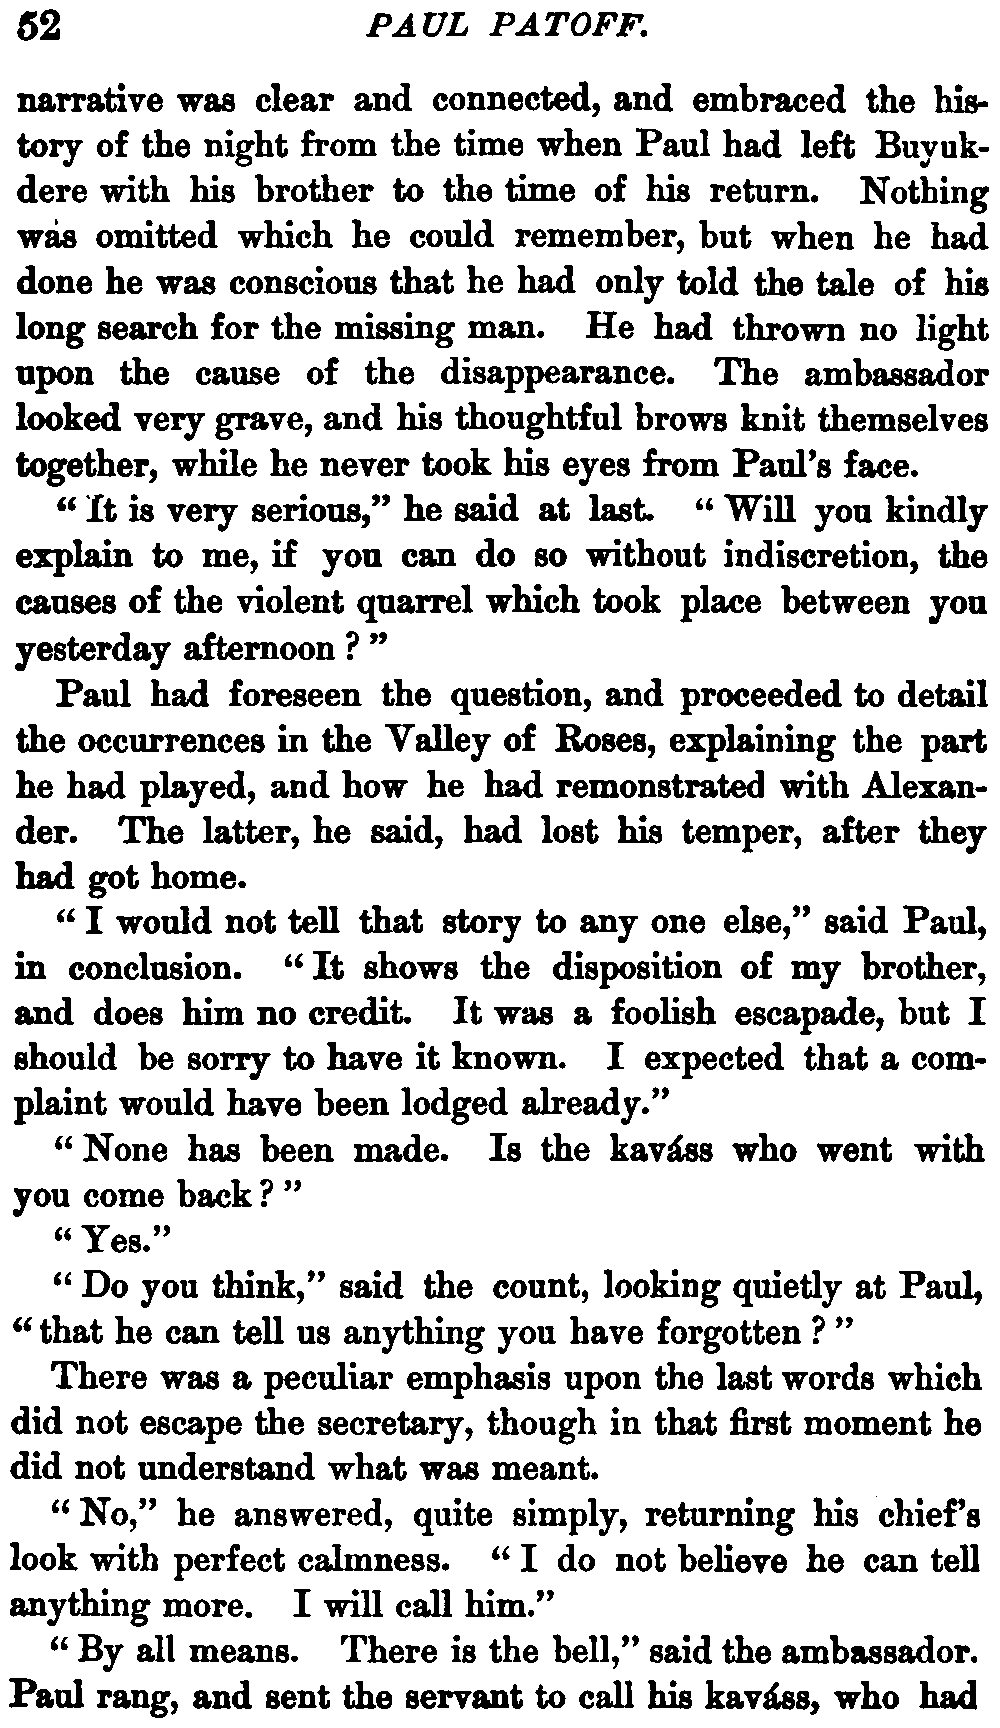 52 PAUL PATOFF.
narrative was clear and connected, and embraced the his-
tory of the night from the time when Paul had left Buyuk-
dere with his brother to the time of his return. Nothing
was omitted which he could remember, but when he had
done he was conscious that he had only told the tale of his
long search for the missing man. He had thrown no light
upon the cause of the disappearance. The ambassador
looked very grave, and his thoughtful brows knit themselves
together, while he never took his eyes from Paul's face.
"It is very serious," he said at last. "Will you kindly
explain to me, if you can do so without indiscretion, the
causes of the violent quarrel which took place between you
yesterday afternoon?"
Paul had foreseen the question, and proceeded to detail
the occurrences in the Valley of Roses, explaining the part
he had played, and how he had remonstrated with Alexan-
der. The latter, he said, had lost his temper, after they
had got home.
"I would not tell that story to any one else," said Paul,
in conclusion. "It shows the disposition of my brother,
and does him no credit. It was a foolish escapade, but I
should be sorry to have it known. I expected that a com-
plaint would have been lodged already."
"None has been made. Is the kaváss who went with
you come back?"
"Yes."
"Do you think," said the count, looking quietly at Paul,
"that he can tell us anything you have forgotten?"
There was a peculiar emphasis upon the last words which
did not escape the secretary, though in that first moment he
did not understand what was meant.
"No," he answered, quite simply, returning his chief's
look with perfect calmness. "I do not believe he can tell
anything more. I will call him."
"By all means. There is the bell," said the ambassador.
Paul rang, and sent the servant to call his kaváss, who had